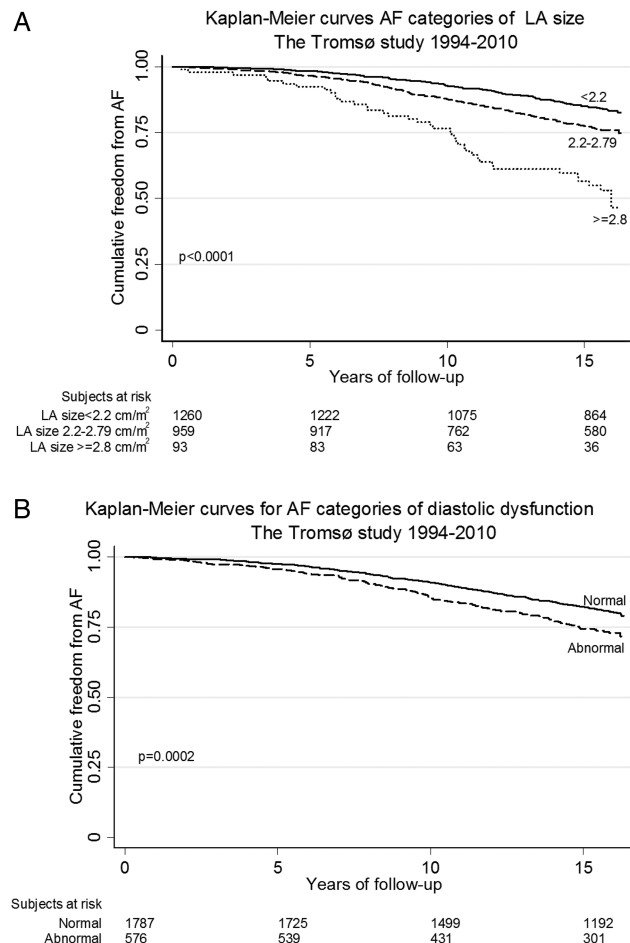 A
Kaplan-Meier curves AF categories of LA size
The Tromsø study 1994-2010
Cumulative freedom from AF
1.00
0.75
0.50
0.25
0
<2.2
2.2-2.79
>=2.8
p<0.0001
0 5 10 15
Years of follow-up
Subjects at risk
LA size<2.2 cm/m² 1260 1222 1075 864
LA size 2.2-2.79 cm/m² 959 917 762 580
LA size >=2.8 cm/m² 93 83 63 36
B
Kaplan-Meier curves for AF categories of diastolic dysfunction
The Tromsø study 1994-2010
Cumulative freedom from AF
1.00
0.75
0.50
0.25
0
Normal
Abnormal
p=0.0002
0 5 10 15
Years of follow-up
Subjects at risk
Normal 1787 1725 1499 1192
Abnormal 576 539 431 301